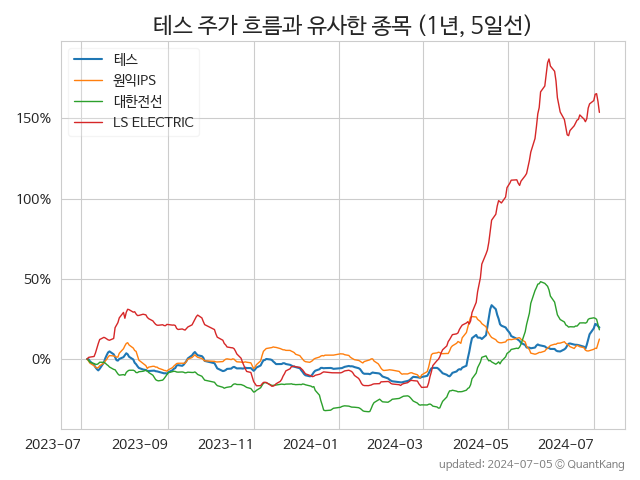 테스 주가 흐름과 유사한 종목 (1년, 5일선)
테스
원익IPS
대한전선
LS ELECTRIC
150%
100%
50%
0%
2023-07 2023-09 2023-11 2024-01 2024-03 2024-05 2024-07
updated: 2024-07-05 © QuantKang